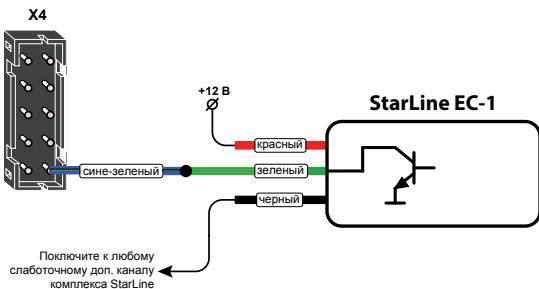 X4
+12 В
StarLine EC-1
красный
сине-зеленый
зеленый
черный
Поключите к любому
слаботочному доп. каналу
комплекса StarLine